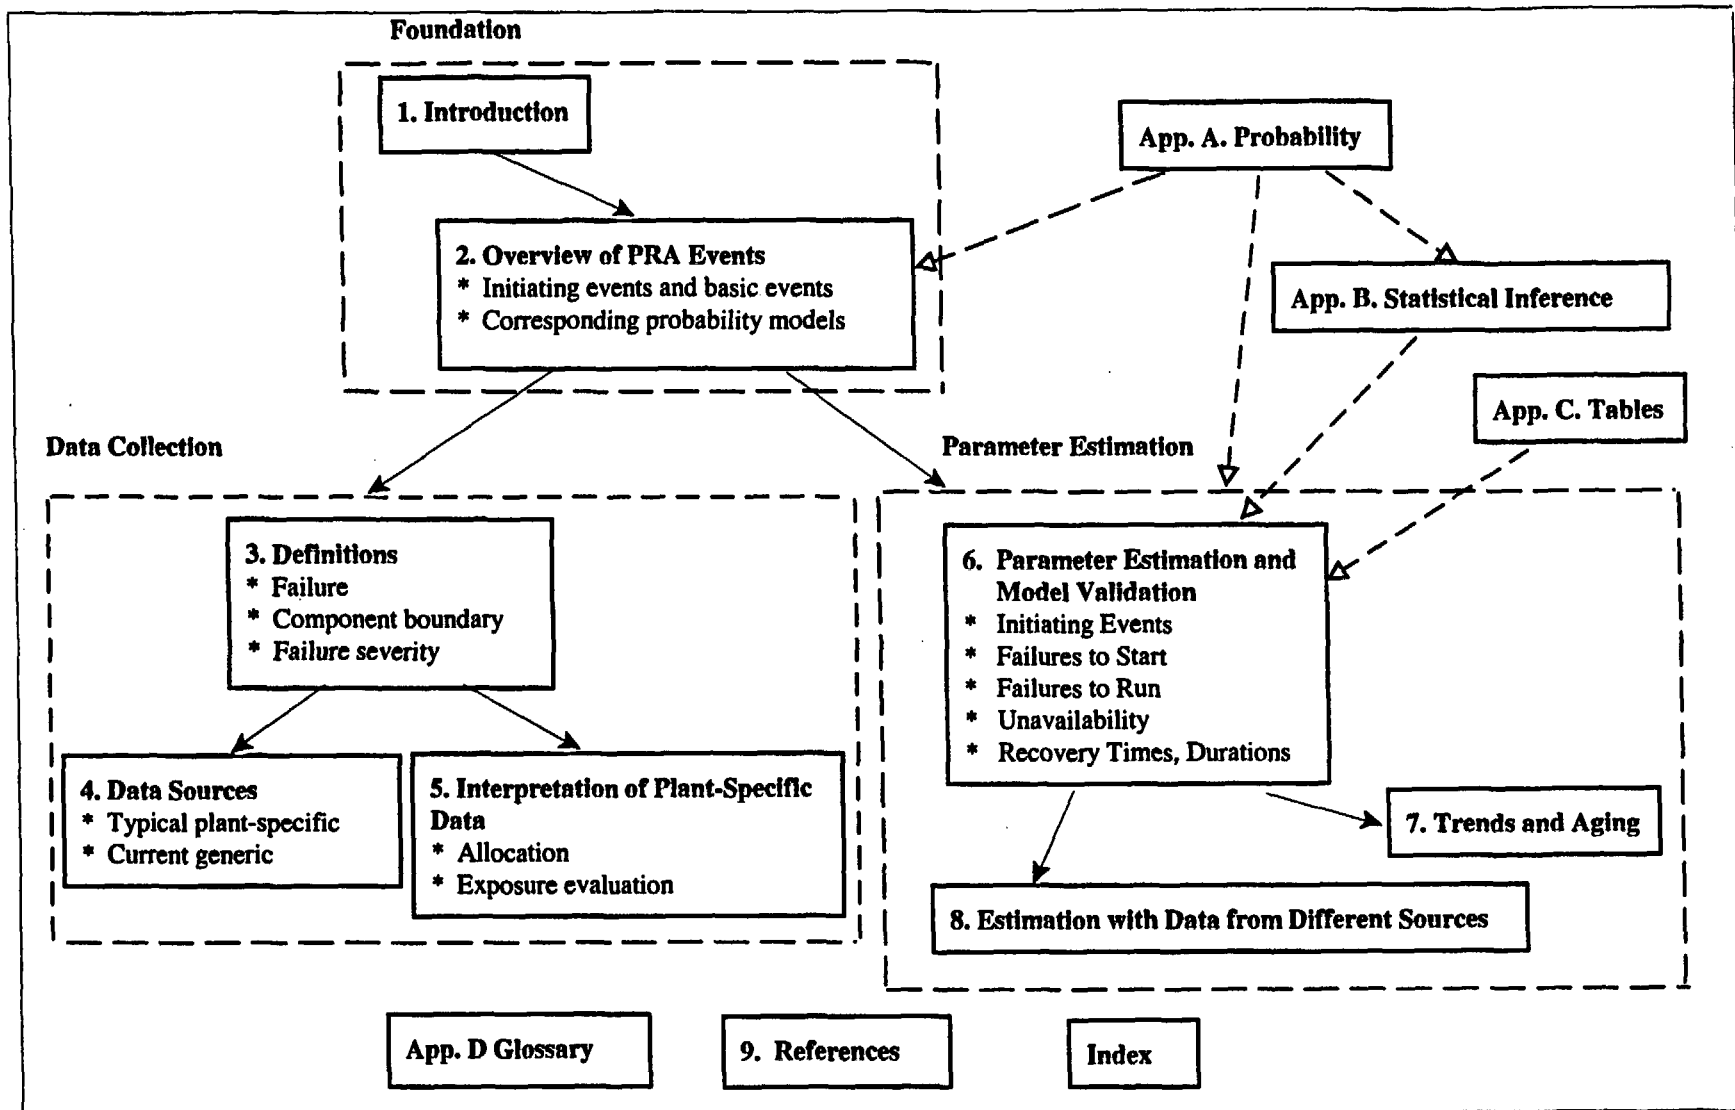 Foundation
1. Introduction
App. A. Probability
2. Overview of PRA Events
* Initiating events and basic events
* Corresponding probability models
App. B. Statistical Inference
App. C. Tables
Data Collection
Parameter Estimation
3. Definitions
* Failure
* Component boundary
* Failure severity
4. Data Sources
* Typical plant-specific
* Current generic
5. Interpretation of Plant-Specific
Data
* Allocation
* Exposure evaluation
6. Parameter Estimation and
Model Validation
* Initiating Events
* Failures to Start
* Failures to Run
* Unavailability
* Recovery Times, Durations
7. Trends and Aging
8. Estimation with Data from Different Sources
App. D Glossary
9. References
Index